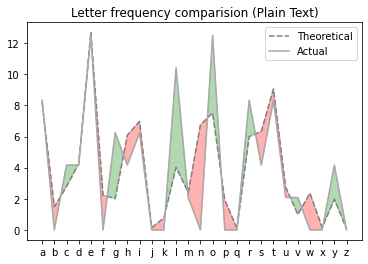 Letter frequency comparision (Plain Text)
Theoretical
Actual
12
10
8
6
4
2
0
a b c d e f g h i j k l m n o p q r s t u v w x y z